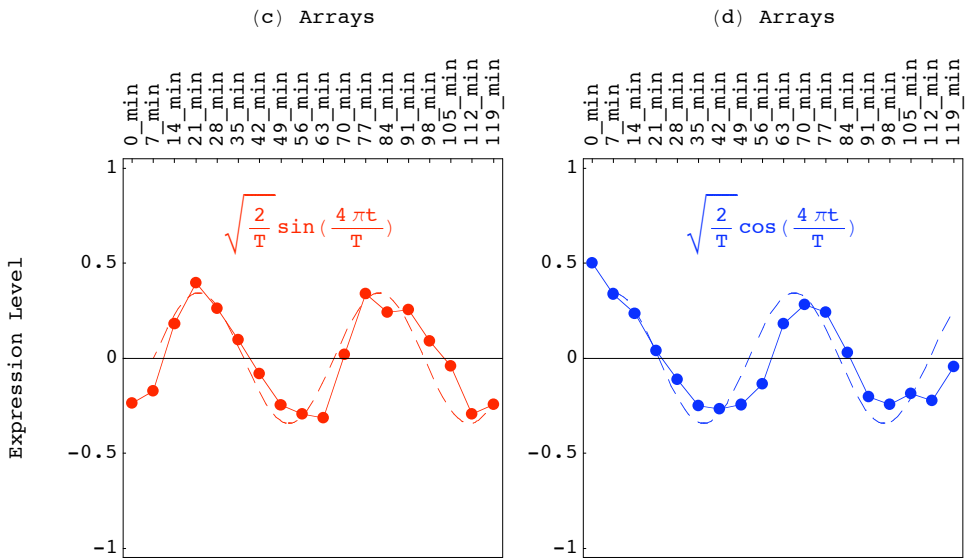 (c) Arrays
(d) Arrays
0_min
7_min
14_min
21_min
28_min
35_min
42_min
49_min
56_min
63_min
70_min
77_min
84_min
91_min
98_min
105_min
112_min
119_min
0_min
7_min
14_min
21_min
28_min
35_min
42_min
49_min
56_min
63_min
70_min
77_min
84_min
91_min
98_min
105_min
112_min
119_min
Expression Level
1
0.5
0
-0.5
-1
√(2/T) sin(4πt/T)
1
0.5
0
-0.5
-1
√(2/T) cos(4πt/T)